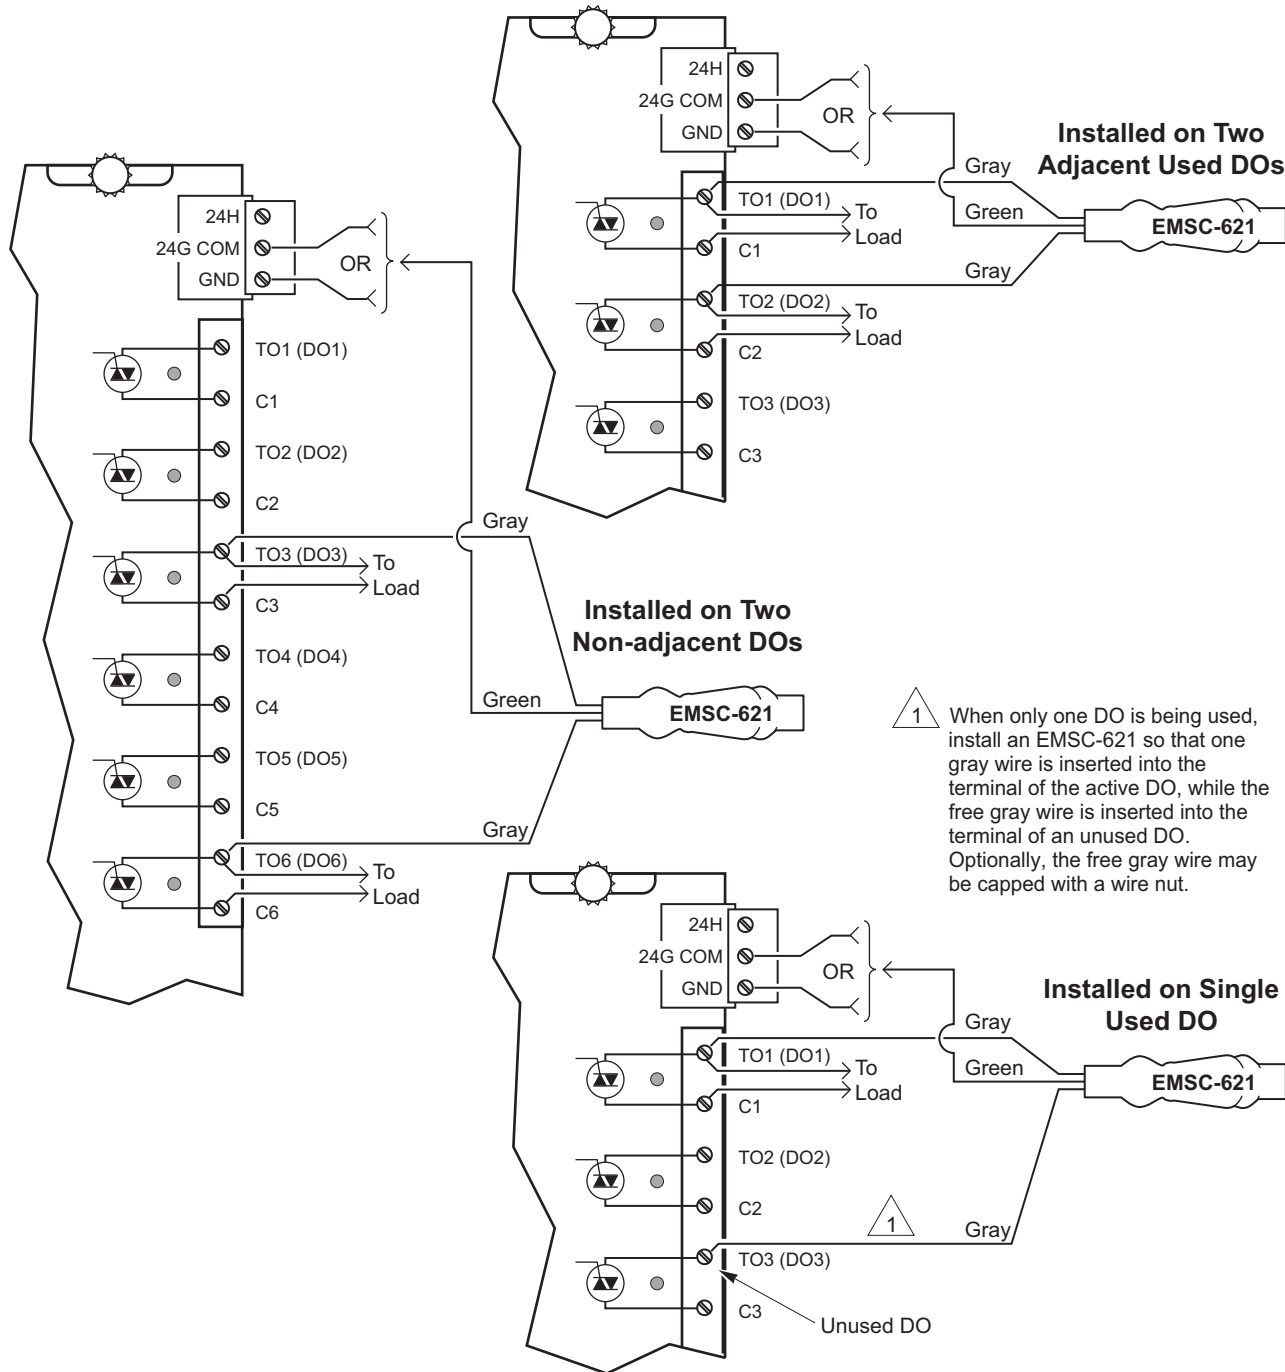 24H
24G COM
GND
OR
TO1 (DO1)
C1
TO2 (DO2)
C2
TO3 (DO3)
To
Load
C3
TO4 (DO4)
C4
TO5 (DO5)
C5
TO6 (DO6)
To
Load
C6
Gray
Green
Gray
Installed on Two
Non-adjacent DOs
EMSC-621
24H
24G COM
GND
OR
Installed on Two
Adjacent Used DOs
Gray
Green
Gray
EMSC-621
TO1 (DO1)
To
Load
C1
TO2 (DO2)
To
Load
C2
TO3 (DO3)
C3
1
When only one DO is being used,
install an EMSC-621 so that one
gray wire is inserted into the
terminal of the active DO, while the
free gray wire is inserted into the
terminal of an unused DO.
Optionally, the free gray wire may
be capped with a wire nut.
24H
24G COM
GND
OR
Installed on Single
Used DO
Gray
Green
EMSC-621
TO1 (DO1)
To
Load
C1
TO2 (DO2)
C2
1
Gray
TO3 (DO3)
C3
Unused DO